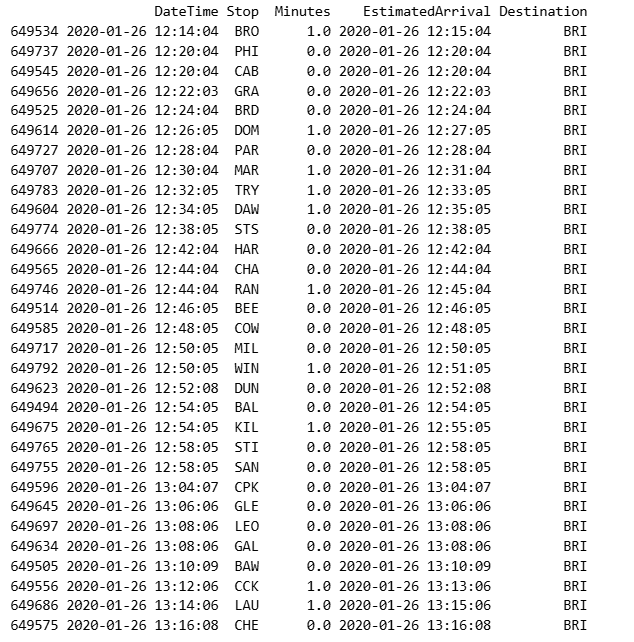 DateTime Stop Minutes EstimatedArrival Destination
649534 2020-01-26 12:14:04 BRO 1.0 2020-01-26 12:15:04 BRI
649737 2020-01-26 12:20:04 PHI 0.0 2020-01-26 12:20:04 BRI
649545 2020-01-26 12:20:04 CAB 0.0 2020-01-26 12:20:04 BRI
649656 2020-01-26 12:22:03 GRA 0.0 2020-01-26 12:22:03 BRI
649525 2020-01-26 12:24:04 BRD 0.0 2020-01-26 12:24:04 BRI
649614 2020-01-26 12:26:05 DOM 1.0 2020-01-26 12:27:05 BRI
649727 2020-01-26 12:28:04 PAR 0.0 2020-01-26 12:28:04 BRI
649707 2020-01-26 12:30:04 MAR 1.0 2020-01-26 12:31:04 BRI
649783 2020-01-26 12:32:05 TRY 1.0 2020-01-26 12:33:05 BRI
649604 2020-01-26 12:34:05 DAW 1.0 2020-01-26 12:35:05 BRI
649774 2020-01-26 12:38:05 STS 0.0 2020-01-26 12:38:05 BRI
649666 2020-01-26 12:42:04 HAR 0.0 2020-01-26 12:42:04 BRI
649565 2020-01-26 12:44:04 CHA 0.0 2020-01-26 12:44:04 BRI
649746 2020-01-26 12:44:04 RAN 1.0 2020-01-26 12:45:04 BRI
649514 2020-01-26 12:46:05 BEE 0.0 2020-01-26 12:46:05 BRI
649585 2020-01-26 12:48:05 COW 0.0 2020-01-26 12:48:05 BRI
649717 2020-01-26 12:50:05 MIL 0.0 2020-01-26 12:50:05 BRI
649792 2020-01-26 12:50:05 WIN 1.0 2020-01-26 12:51:05 BRI
649623 2020-01-26 12:52:08 DUN 0.0 2020-01-26 12:52:08 BRI
649494 2020-01-26 12:54:05 BAL 0.0 2020-01-26 12:54:05 BRI
649675 2020-01-26 12:54:05 KIL 1.0 2020-01-26 12:55:05 BRI
649765 2020-01-26 12:58:05 STI 0.0 2020-01-26 12:58:05 BRI
649755 2020-01-26 12:58:05 SAN 0.0 2020-01-26 12:58:05 BRI
649596 2020-01-26 13:04:07 CPK 0.0 2020-01-26 13:04:07 BRI
649645 2020-01-26 13:06:06 GLE 0.0 2020-01-26 13:06:06 BRI
649697 2020-01-26 13:08:06 LEO 0.0 2020-01-26 13:08:06 BRI
649634 2020-01-26 13:08:06 GAL 0.0 2020-01-26 13:08:06 BRI
649505 2020-01-26 13:10:09 BAW 0.0 2020-01-26 13:10:09 BRI
649556 2020-01-26 13:12:06 CCK 1.0 2020-01-26 13:13:06 BRI
649686 2020-01-26 13:14:06 LAU 1.0 2020-01-26 13:15:06 BRI
649575 2020-01-26 13:16:08 CHE 0.0 2020-01-26 13:16:08 BRI